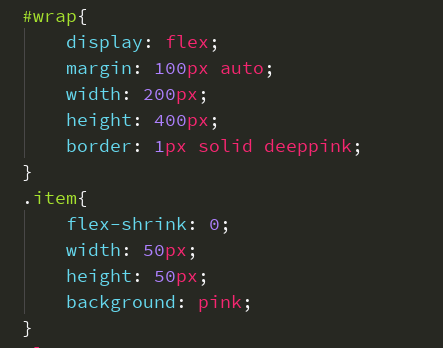 #wrap{
    display: flex;
    margin: 100px auto;
    width: 200px;
    height: 400px;
    border: 1px solid deeppink;
}
.item{
    flex-shrink: 0;
    width: 50px;
    height: 50px;
    background: pink;
}